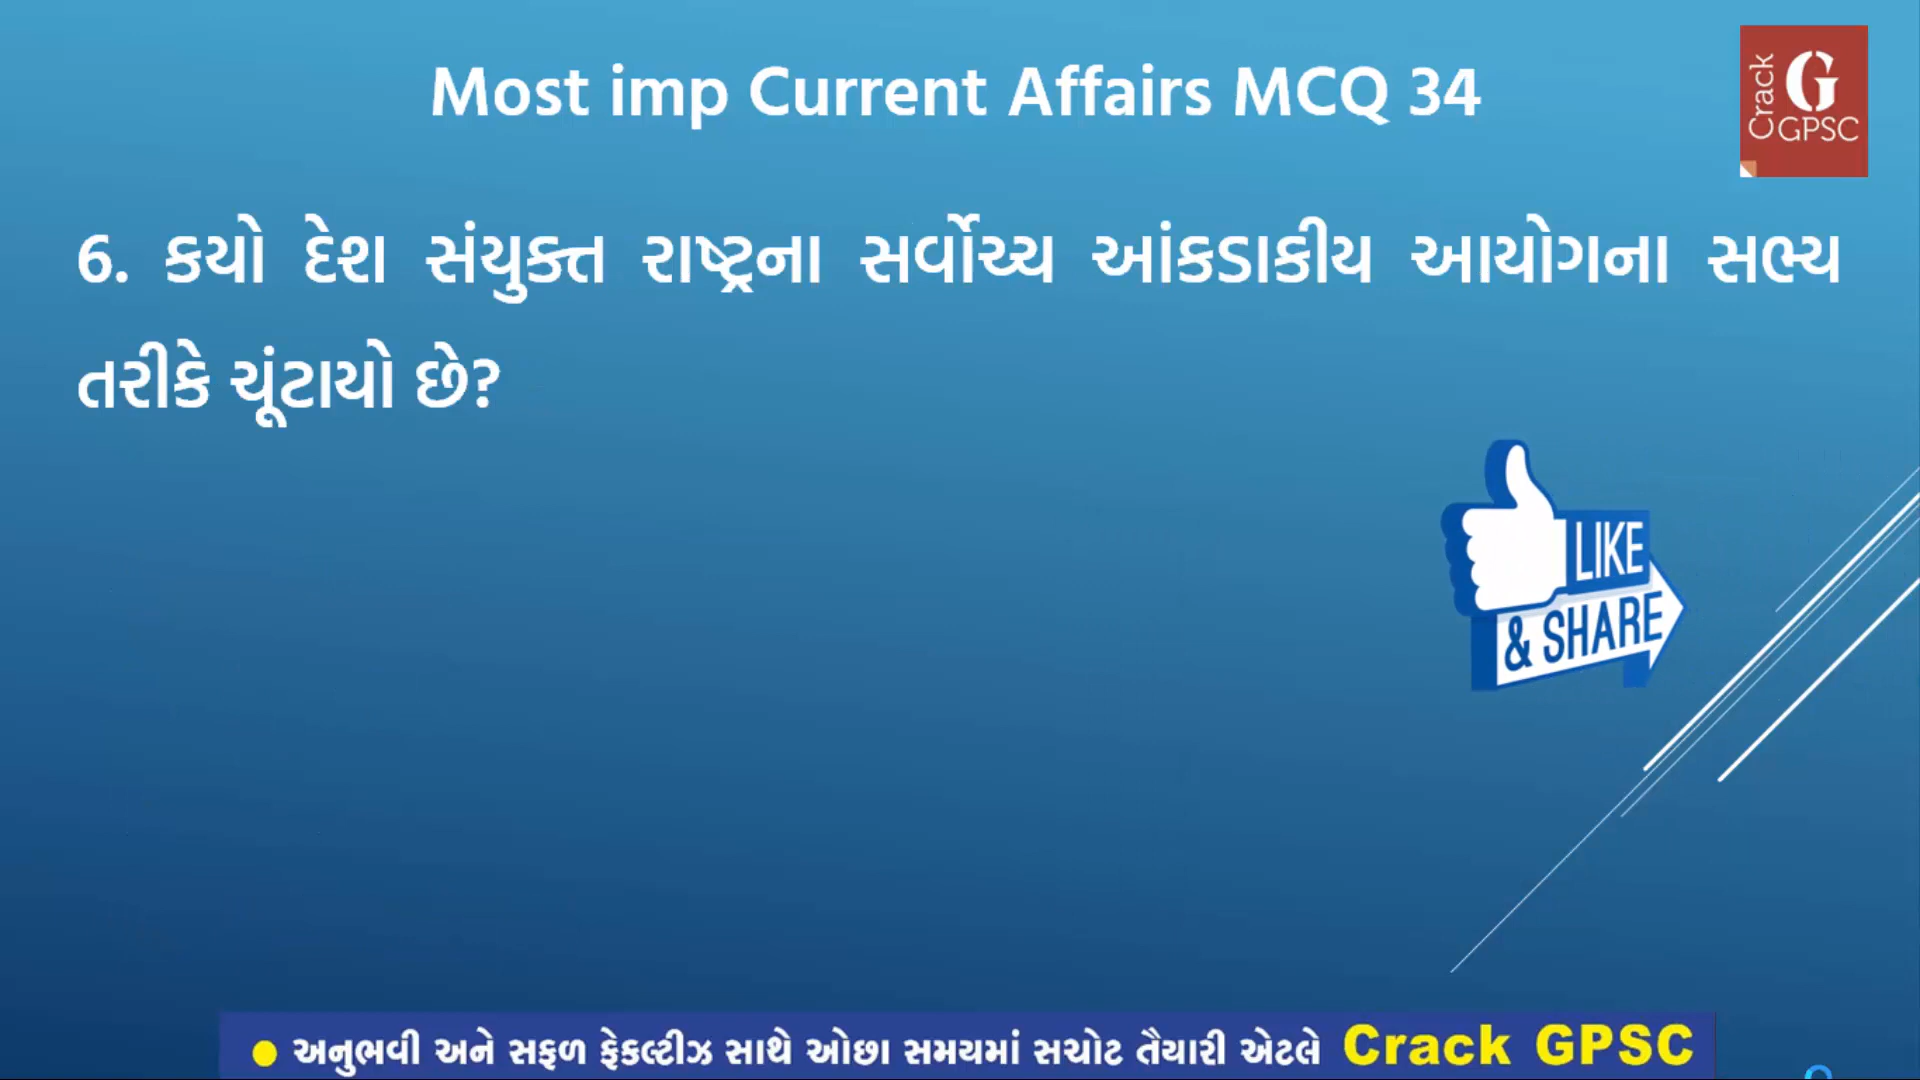 Most imp Current Affairs MCQ 34
Crack
G
GPSC
6. કયો દેશ સંયુક્ત રાષ્ટ્રના સર્વોચ્ચ આંકડાકીય આયોગના સભ્ય
તરીકે ચૂંટાયો છે?
LIKE
& SHARE
અનુભવી અને સફળ ફેકલ્ટીઝ સાથે ઓછા સમયમાં સચોટ તૈયારી એટલે Crack GPSC